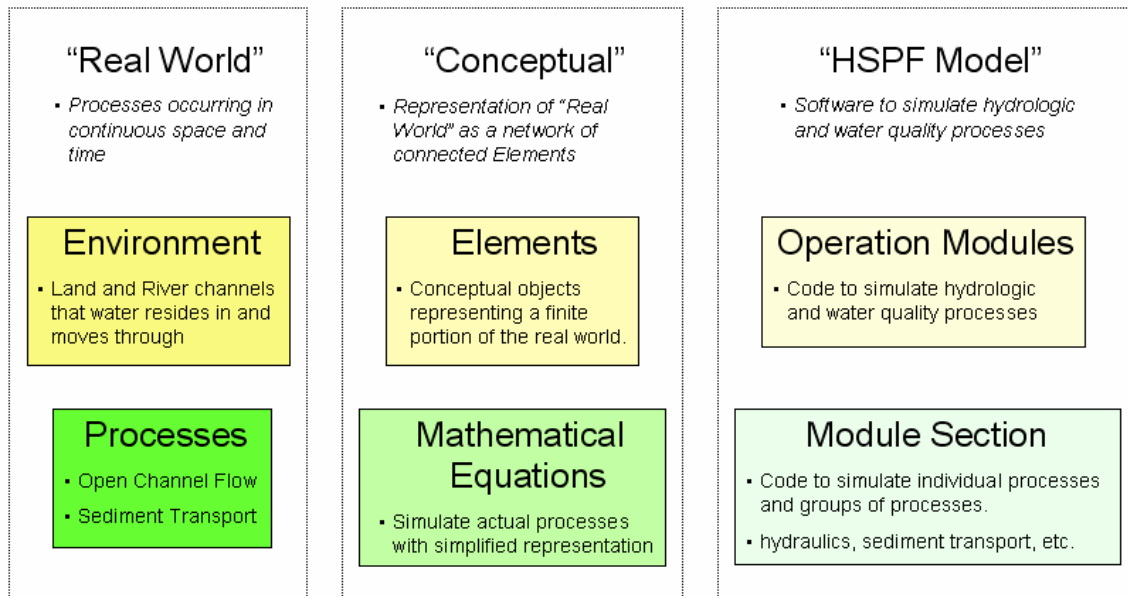 “Real World”
▪ Processes occurring in
continuous space and
time
Environment
▪ Land and River channels
that water resides in and
moves through
Processes
▪ Open Channel Flow
▪ Sediment Transport
“Conceptual”
▪ Representation of “Real
World” as a network of
connected Elements
Elements
▪ Conceptual objects
representing a finite
portion of the real world.
Mathematical
Equations
▪ Simulate actual processes
with simplified representation
“HSPF Model”
▪ Software to simulate hydrologic
and water quality processes
Operation Modules
▪ Code to simulate hydrologic
and water quality processes
Module Section
▪ Code to simulate individual processes
and groups of processes.
▪ hydraulics, sediment transport, etc.